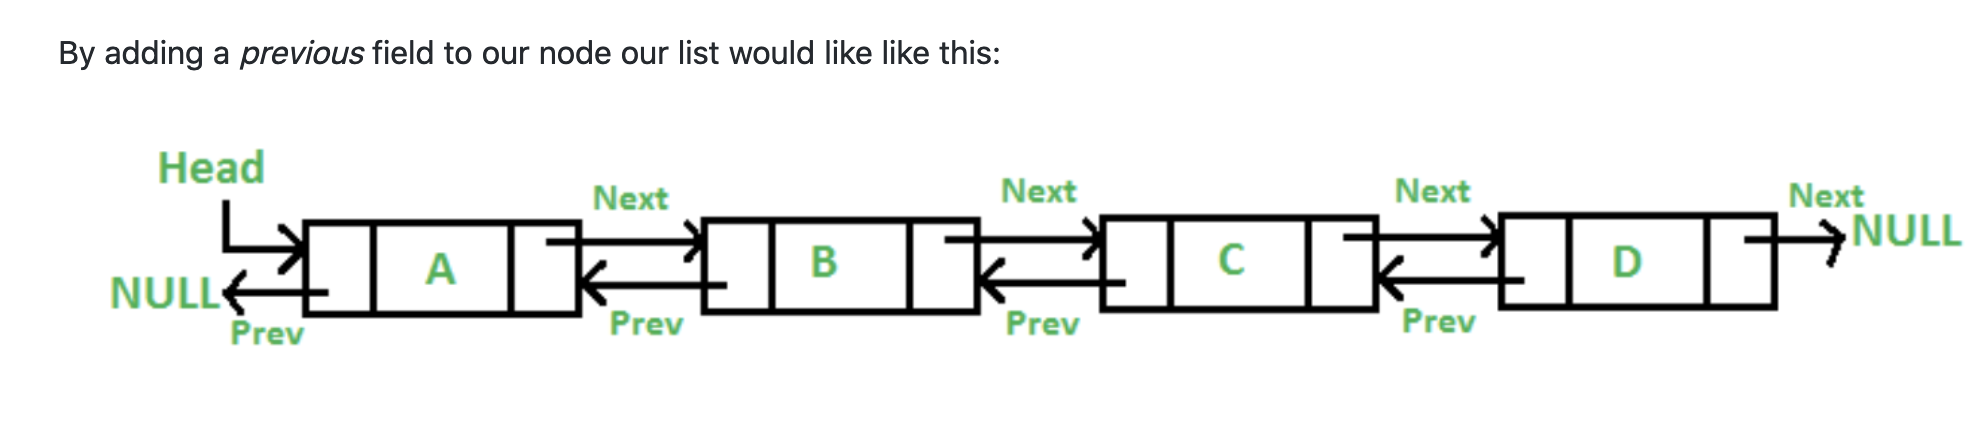 By adding a previous field to our node our list would like like this:
Head
Next
Next
Next
Next
A
B
C
D
NULL
NULL
Prev
Prev
Prev
Prev